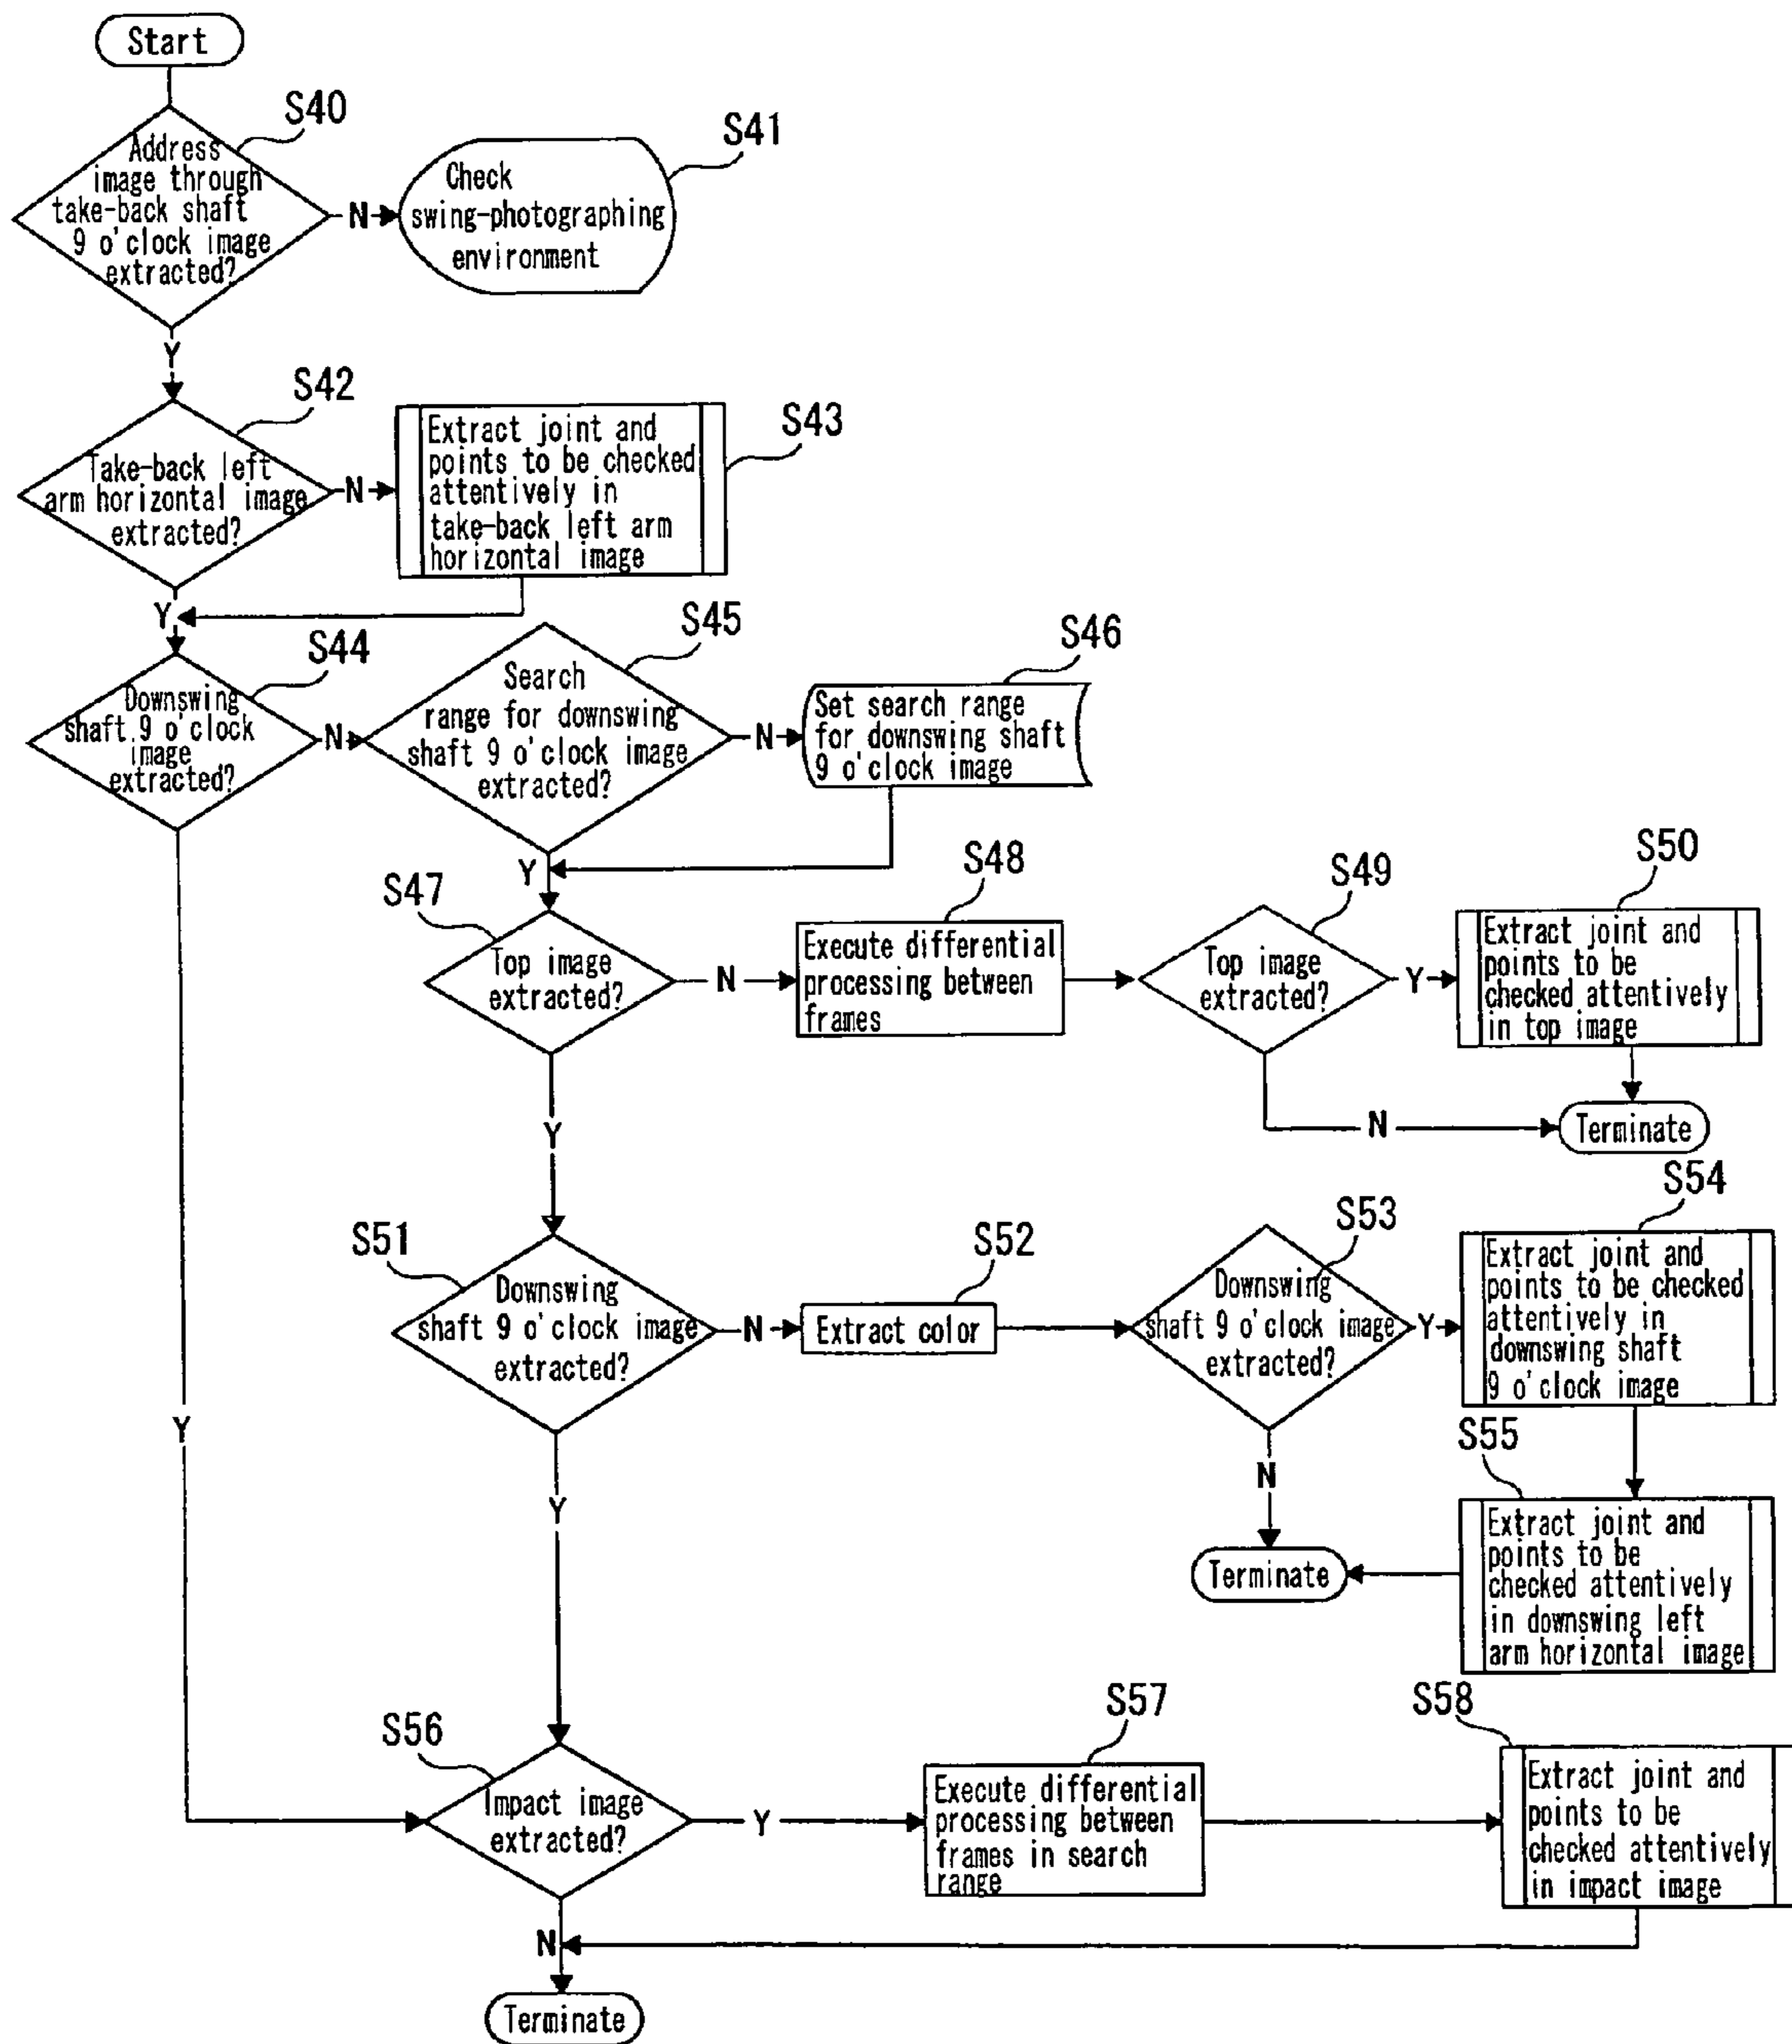 Start
S40
Address
image through
take-back shaft
9 o'clock image
extracted?
N
S41
Check
swing-photographing
environment
Y
S42
Take-back left
arm horizontal image
extracted?
N
S43
Extract joint and
points to be checked
attentively in
take-back left arm
horizontal image
Y
S44
Downswing
shaft 9 o'clock
image
extracted?
N
S45
Search
range for downswing
shaft 9 o'clock image
extracted?
N
S46
Set search range
for downswing shaft
9 o'clock image
Y
S47
Top image
extracted?
N
S48
Execute differential
processing between
frames
S49
Top image
extracted?
Y
S50
Extract joint and
points to be
checked attentively
in top image
N
Terminate
Y
S51
Downswing
shaft 9 o'clock image
extracted?
N
S52
Extract color
S53
Downswing
shaft 9 o'clock image
extracted?
Y
S54
Extract joint and
points to be checked
attentively in
downswing shaft
9 o'clock image
N
Terminate
S55
Extract joint and
points to be
checked attentively
in downswing left
arm horizontal image
Y
Y
S56
Impact image
extracted?
Y
S57
Execute differential
processing between
frames in search
range
S58
Extract joint and
points to be
checked attentively
in impact image
N
Terminate